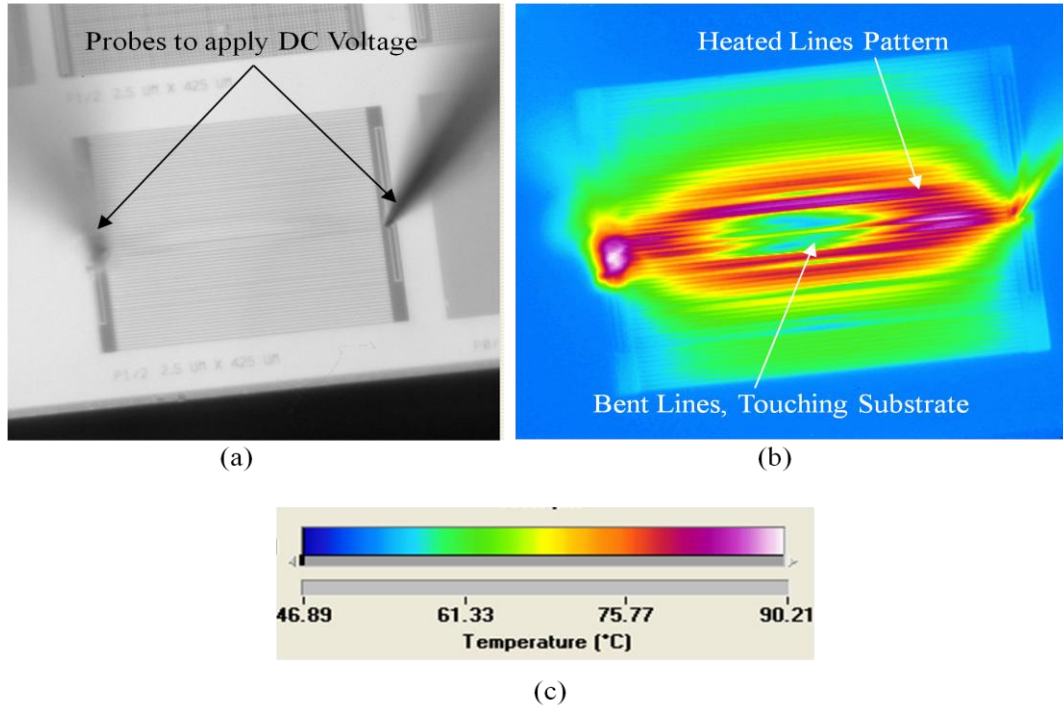 Probes to apply DC Voltage
P1/2 2.5 UM X 425 UM
P1/2 2.5 UM X 425 UM
(a)
Heated Lines Pattern
Bent Lines, Touching Substrate
(b)
46.89 61.33 75.77 90.21
Temperature (°C)
(c)